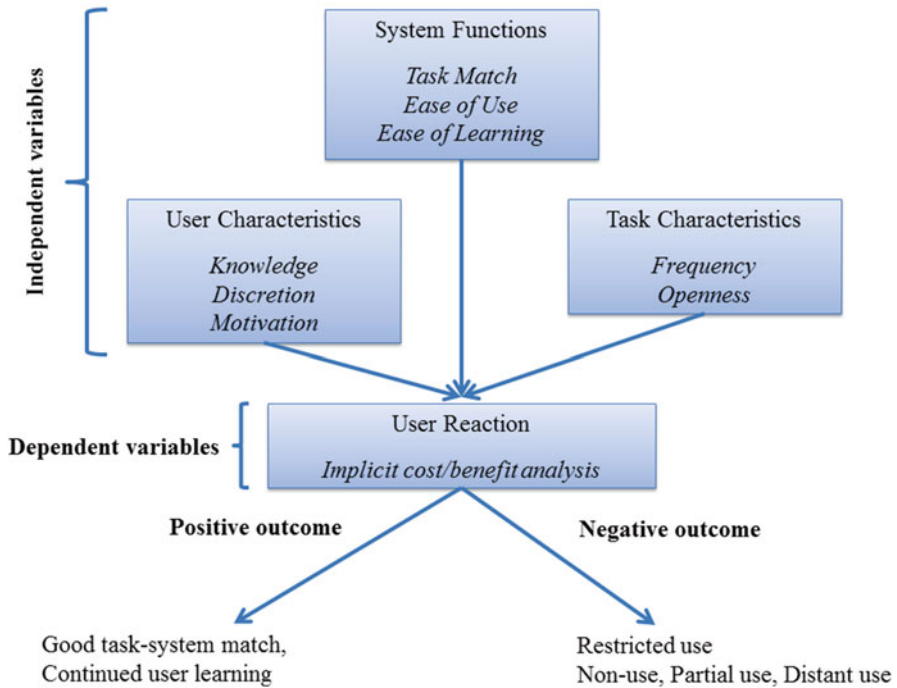 System Functions
Task Match
Ease of Use
Ease of Learning
Independent variables
User Characteristics
Knowledge
Discretion
Motivation
Task Characteristics
Frequency
Openness
Dependent variables
User Reaction
Implicit cost/benefit analysis
Positive outcome
Negative outcome
Good task-system match,
Continued user learning
Restricted use
Non-use, Partial use, Distant use